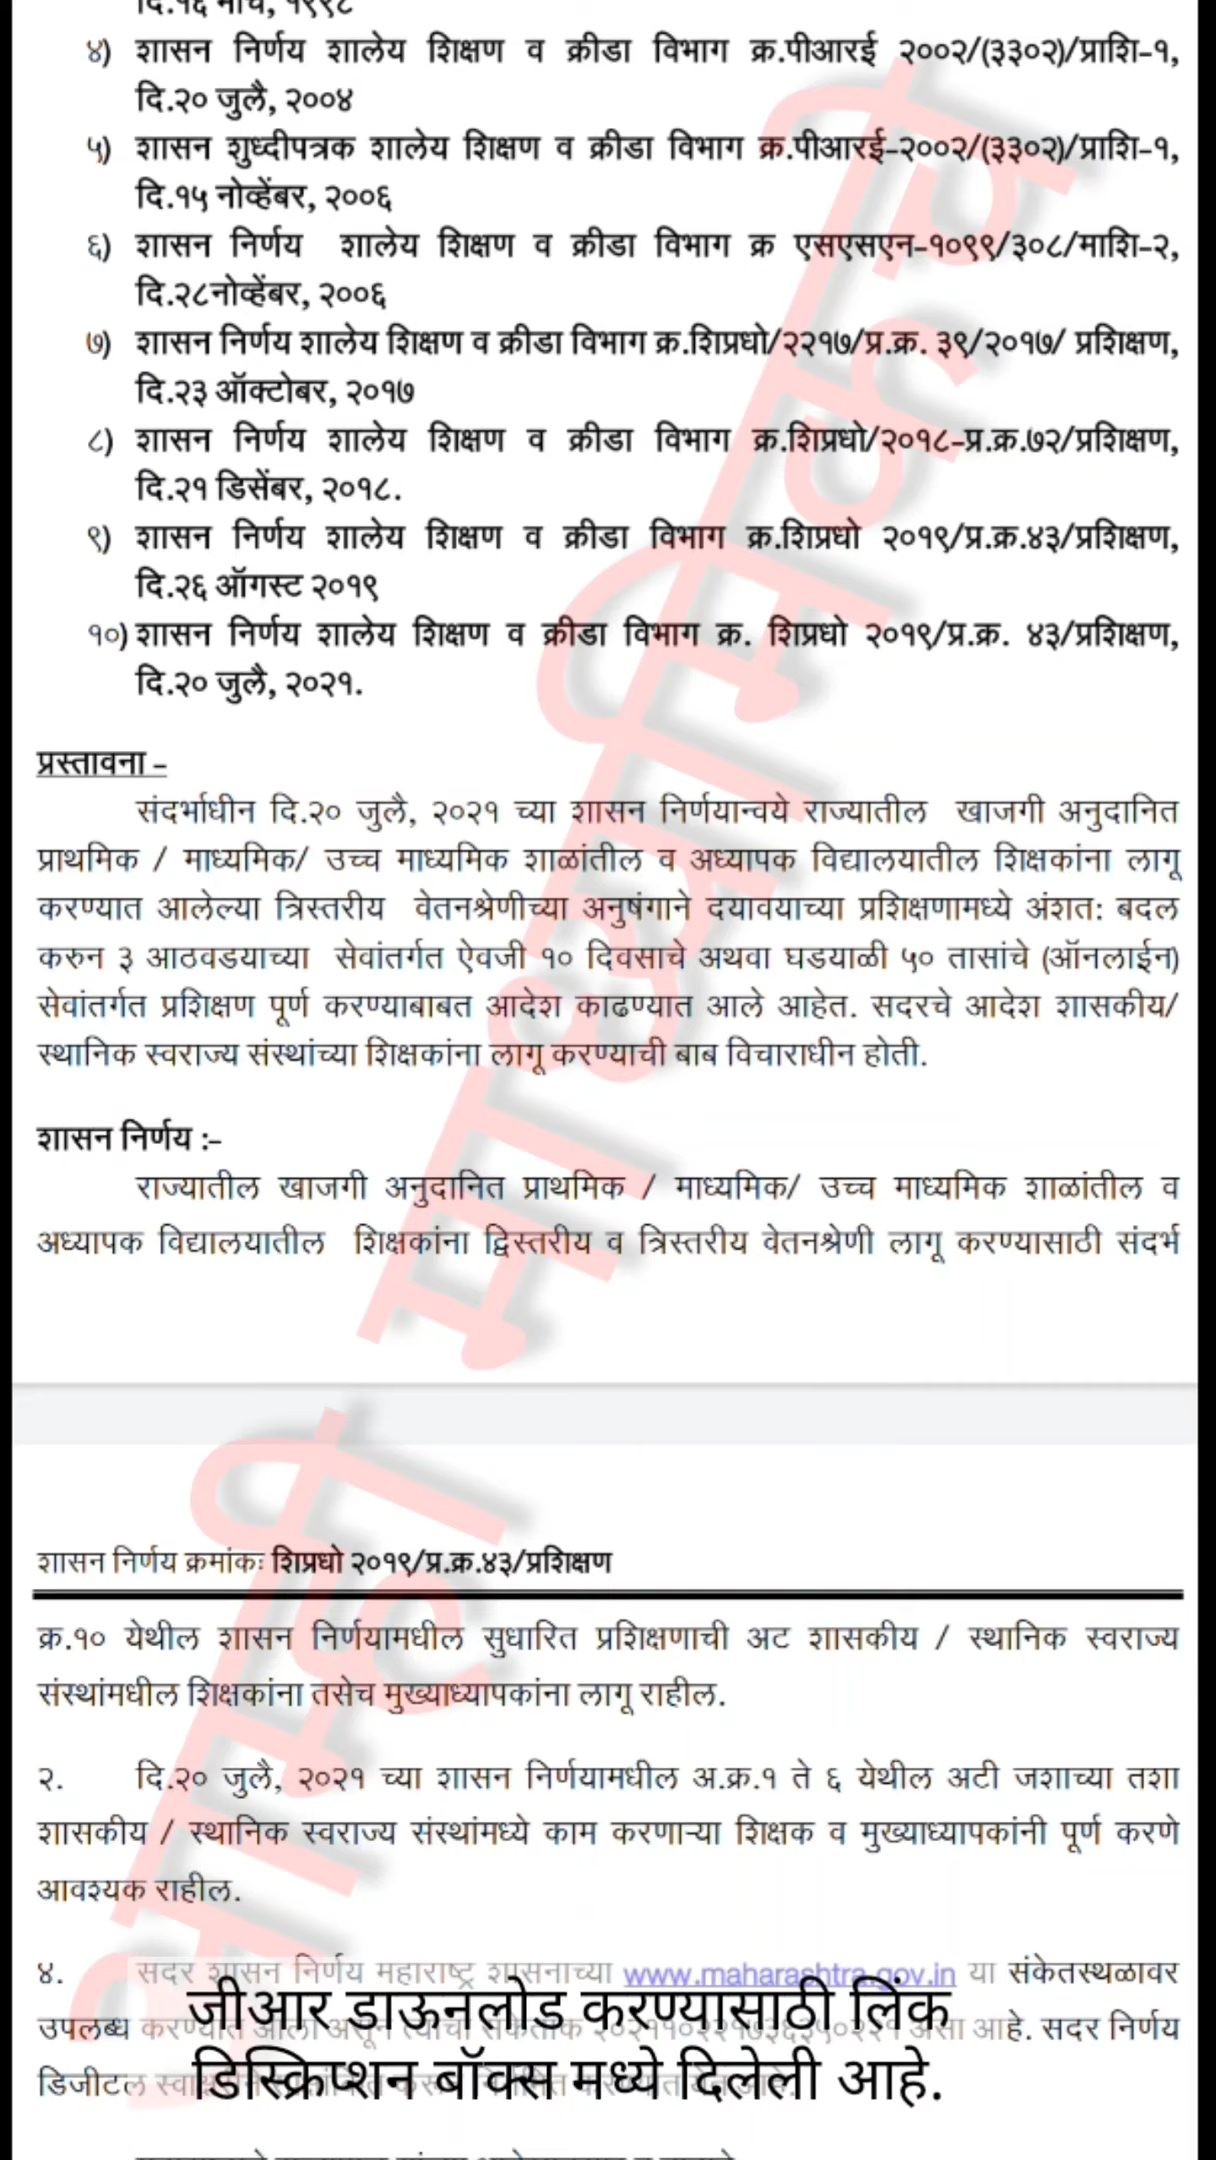 दि.१६ मार्च, १९९८
४) शासन निर्णय शालेय शिक्षण व क्रीडा विभाग क्र.पीआरई २००२/(३३०२)/प्राशि-१,
दि.२० जुलै, २००४
५) शासन शुध्दीपत्रक शालेय शिक्षण व क्रीडा विभाग क्र.पीआरई-२००२/(३३०२)/प्राशि-१,
दि.१५ नोव्हेंबर, २००६
६) शासन निर्णय शालेय शिक्षण व क्रीडा विभाग क्र एसएसएन-१०९९/३०८/माशि-२,
दि.२८नोव्हेंबर, २००६
७) शासन निर्णय शालेय शिक्षण व क्रीडा विभाग क्र.शिप्रधो/२२१७/प्र.क्र. ३९/२०१७/ प्रशिक्षण,
दि.२३ ऑक्टोबर, २०१७
८) शासन निर्णय शालेय शिक्षण व क्रीडा विभाग क्र.शिप्रधो/२०१८-प्र.क्र.७२/प्रशिक्षण,
दि.२१ डिसेंबर, २०१८.
९) शासन निर्णय शालेय शिक्षण व क्रीडा विभाग क्र.शिप्रधो २०१९/प्र.क्र.४३/प्रशिक्षण,
दि.२६ ऑगस्ट २०१९
१०) शासन निर्णय शालेय शिक्षण व क्रीडा विभाग क्र. शिप्रधो २०१९/प्र.क्र. ४३/प्रशिक्षण,
दि.२० जुलै, २०२१.
प्रस्तावना -
संदर्भाधीन दि.२० जुलै, २०२१ च्या शासन निर्णयान्वये राज्यातील खाजगी अनुदानित
प्राथमिक / माध्यमिक/ उच्च माध्यमिक शाळांतील व अध्यापक विद्यालयातील शिक्षकांना लागू
करण्यात आलेल्या त्रिस्तरीय वेतनश्रेणीच्या अनुषंगाने दयावयाच्या प्रशिक्षणामध्ये अंशत: बदल
करुन ३ आठवडयाच्या सेवांतर्गत ऐवजी १० दिवसाचे अथवा घडयाळी ५० तासांचे (ऑनलाईन)
सेवांतर्गत प्रशिक्षण पूर्ण करण्याबाबत आदेश काढण्यात आले आहेत. सदरचे आदेश शासकीय/
स्थानिक स्वराज्य संस्थांच्या शिक्षकांना लागू करण्याची बाब विचाराधीन होती.
शासन निर्णय :-
राज्यातील खाजगी अनुदानित प्राथमिक / माध्यमिक/ उच्च माध्यमिक शाळांतील व
अध्यापक विद्यालयातील शिक्षकांना द्विस्तरीय व त्रिस्तरीय वेतनश्रेणी लागू करण्यासाठी संदर्भ
शासन निर्णय क्रमांकः शिप्रधो २०१९/प्र.क्र.४३/प्रशिक्षण
क्र.१० येथील शासन निर्णयामधील सुधारित प्रशिक्षणाची अट शासकीय / स्थानिक स्वराज्य
संस्थांमधील शिक्षकांना तसेच मुख्याध्यापकांना लागू राहील.
२. दि.२० जुलै, २०२१ च्या शासन निर्णयामधील अ.क्र.१ ते ६ येथील अटी जशाच्या तशा
शासकीय / स्थानिक स्वराज्य संस्थांमध्ये काम करणाऱ्या शिक्षक व मुख्याध्यापकांनी पूर्ण करणे
आवश्यक राहील.
४. सदर शासन निर्णय महाराष्ट्र शासनाच्या www.maharashtra.gov.in या संकेतस्थळावर
जीआर डाऊनलोड करण्यासाठी लिंक
उपलब्ध करण्यात आला असून त्याचा संकेताक असा आहे. सदर निर्णय
डिस्क्रिप्शन बॉक्स मध्ये दिलेली आहे.
डिजीटल